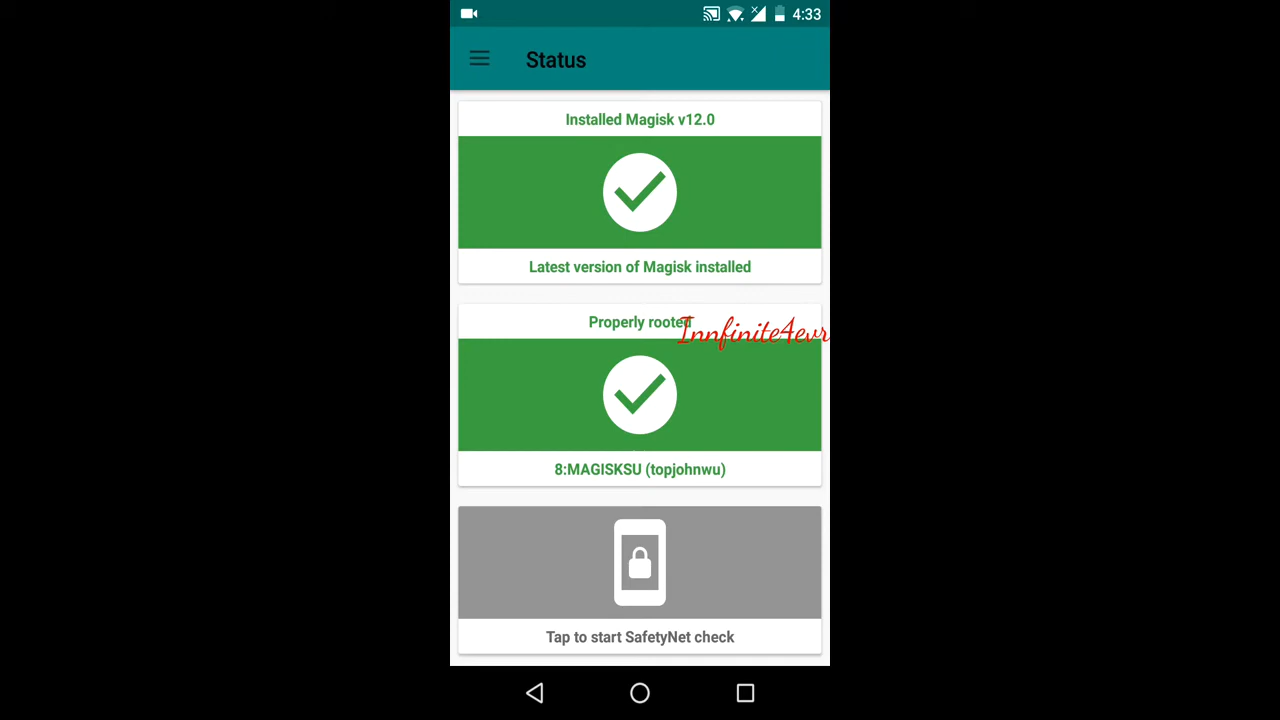 4:33
Status
Installed Magisk v12.0
Latest version of Magisk installed
Properly rooted
Innfinite4evr
8:MAGISKSU (topjohnwu)
Tap to start SafetyNet check